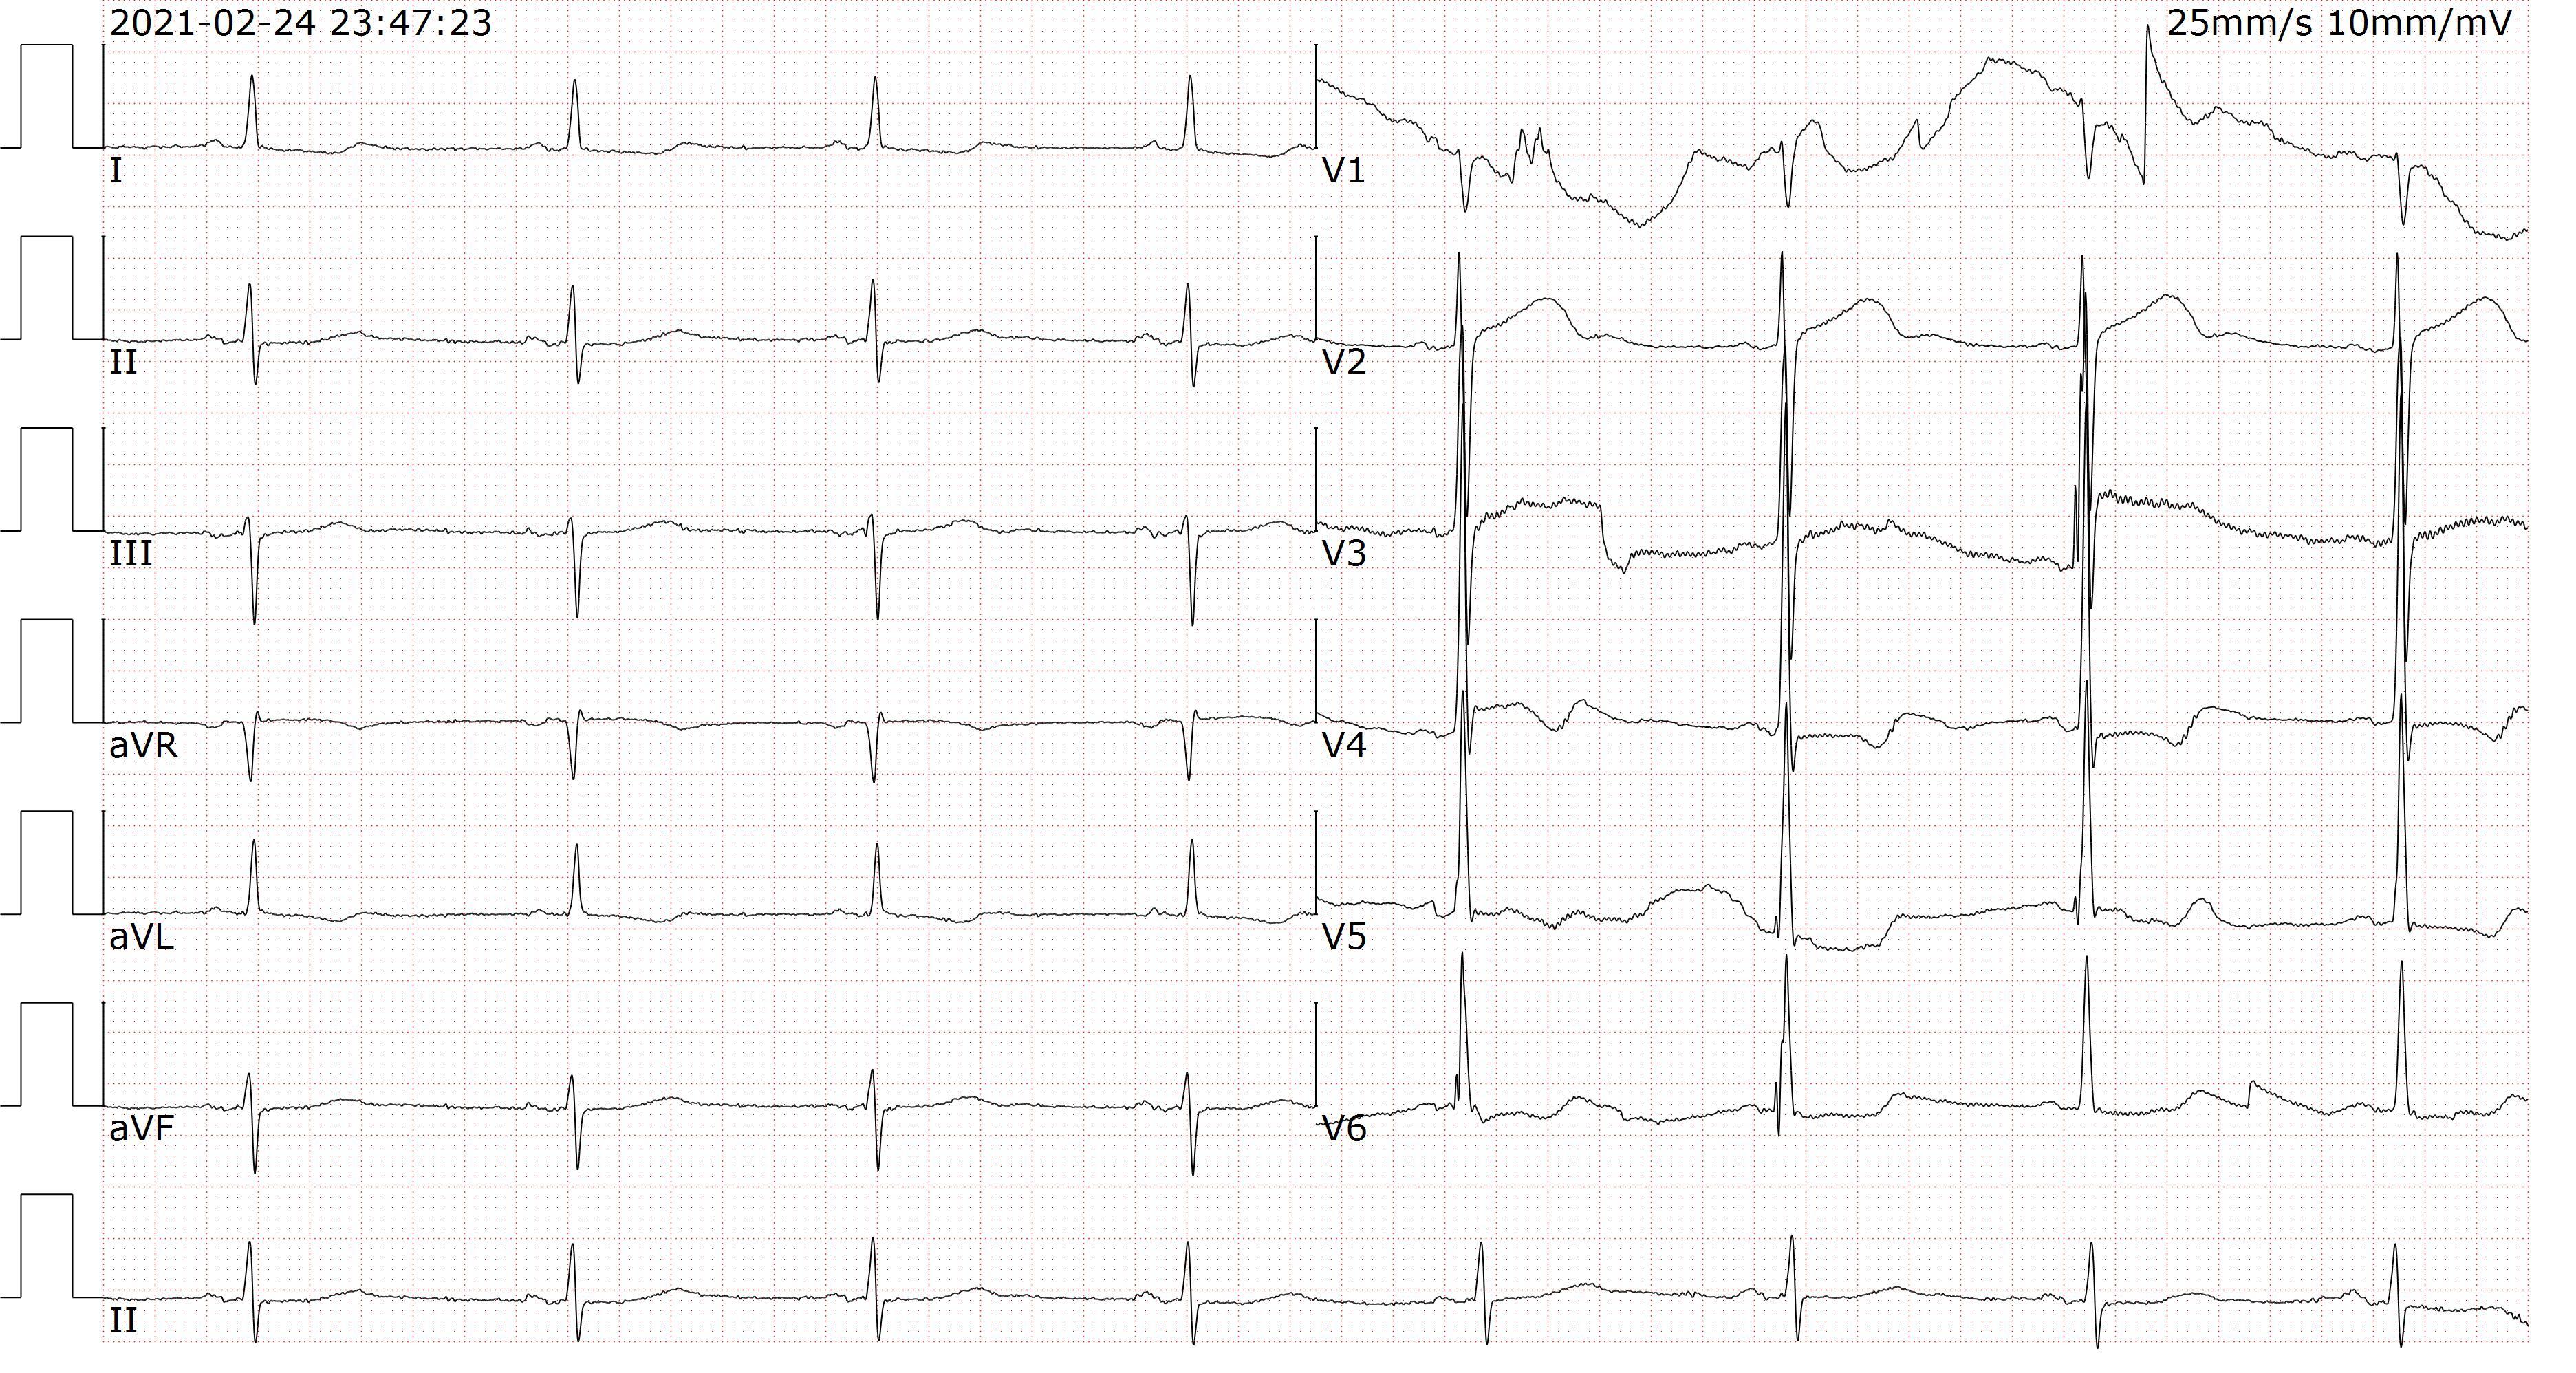 2021-02-24 23:47:23 25mm/s 10mm/mV
I V1
II V2
III V3
aVR V4
aVL V5
aVF V6
II